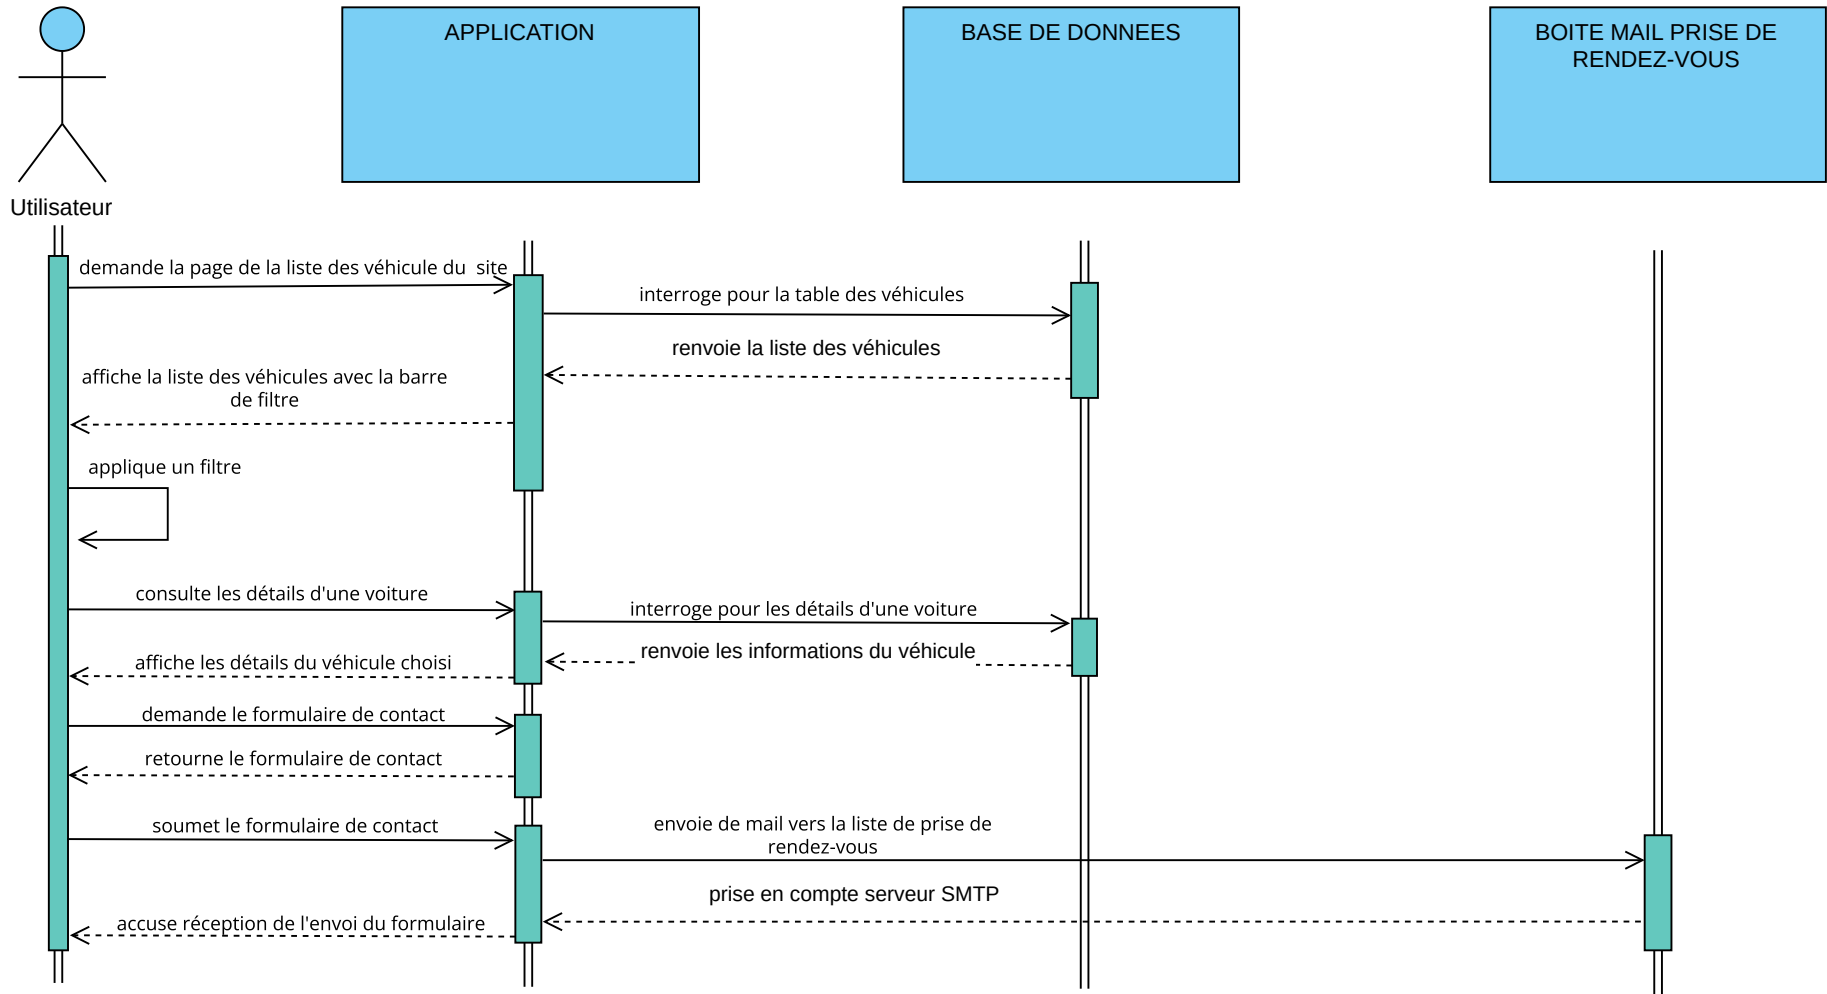 APPLICATION
BASE DE DONNEES
BOITE MAIL PRISE DE
RENDEZ-VOUS
Utilisateur
demande la page de la liste des véhicule du  site
interroge pour la table des véhicules
renvoie la liste des véhicules
affiche la liste des véhicules avec la barre
de filtre
applique un filtre
consulte les détails d'une voiture
interroge pour les détails d'une voiture
renvoie les informations du véhicule
affiche les détails du véhicule choisi
demande le formulaire de contact
retourne le formulaire de contact
soumet le formulaire de contact
envoie de mail vers la liste de prise de
rendez-vous
prise en compte serveur SMTP
accuse réception de l'envoi du formulaire